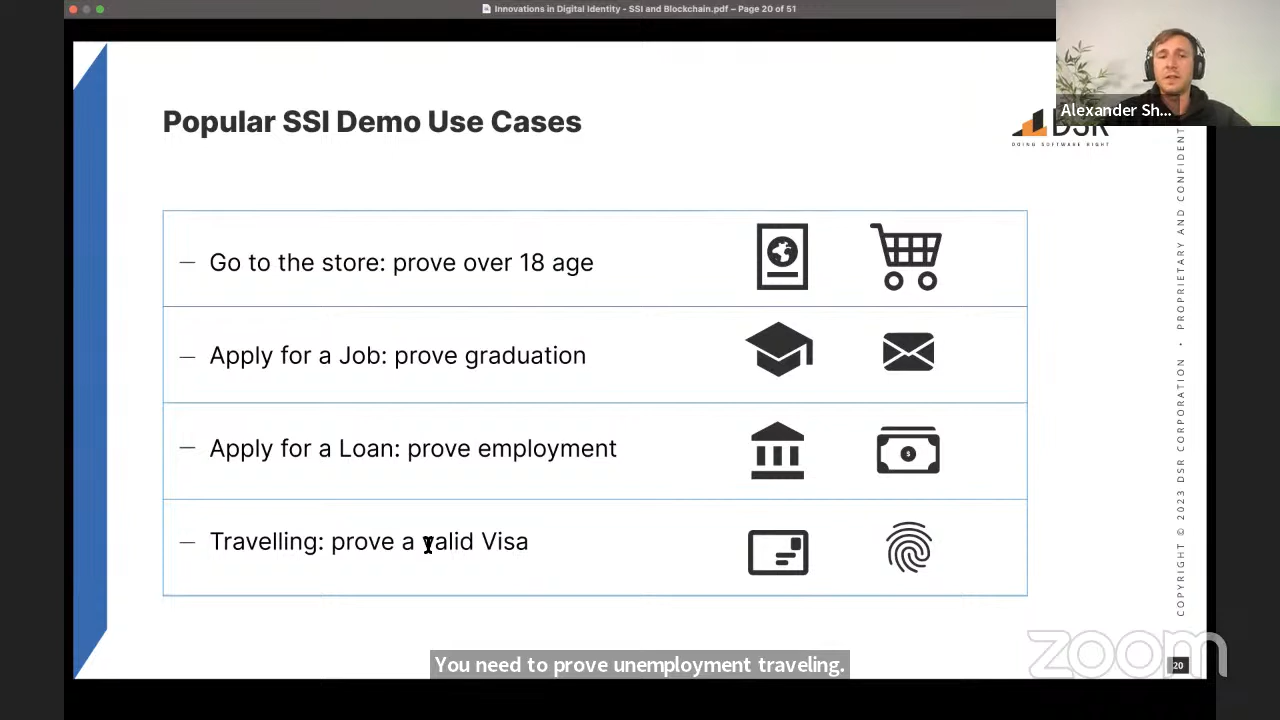 Innovations in Digital Identity - SSI and Blockchain.pdf – Page 20 of 51
Alexander Sh...
Popular SSI Demo Use Cases
DSR
DOING SOFTWARE RIGHT
— Go to the store: prove over 18 age
— Apply for a Job: prove graduation
— Apply for a Loan: prove employment
— Travelling: prove a valid Visa
COPYRIGHT © 2023 DSR CORPORATION • PROPRIETARY AND CONFIDENT
You need to prove unemployment traveling.
zoom
20